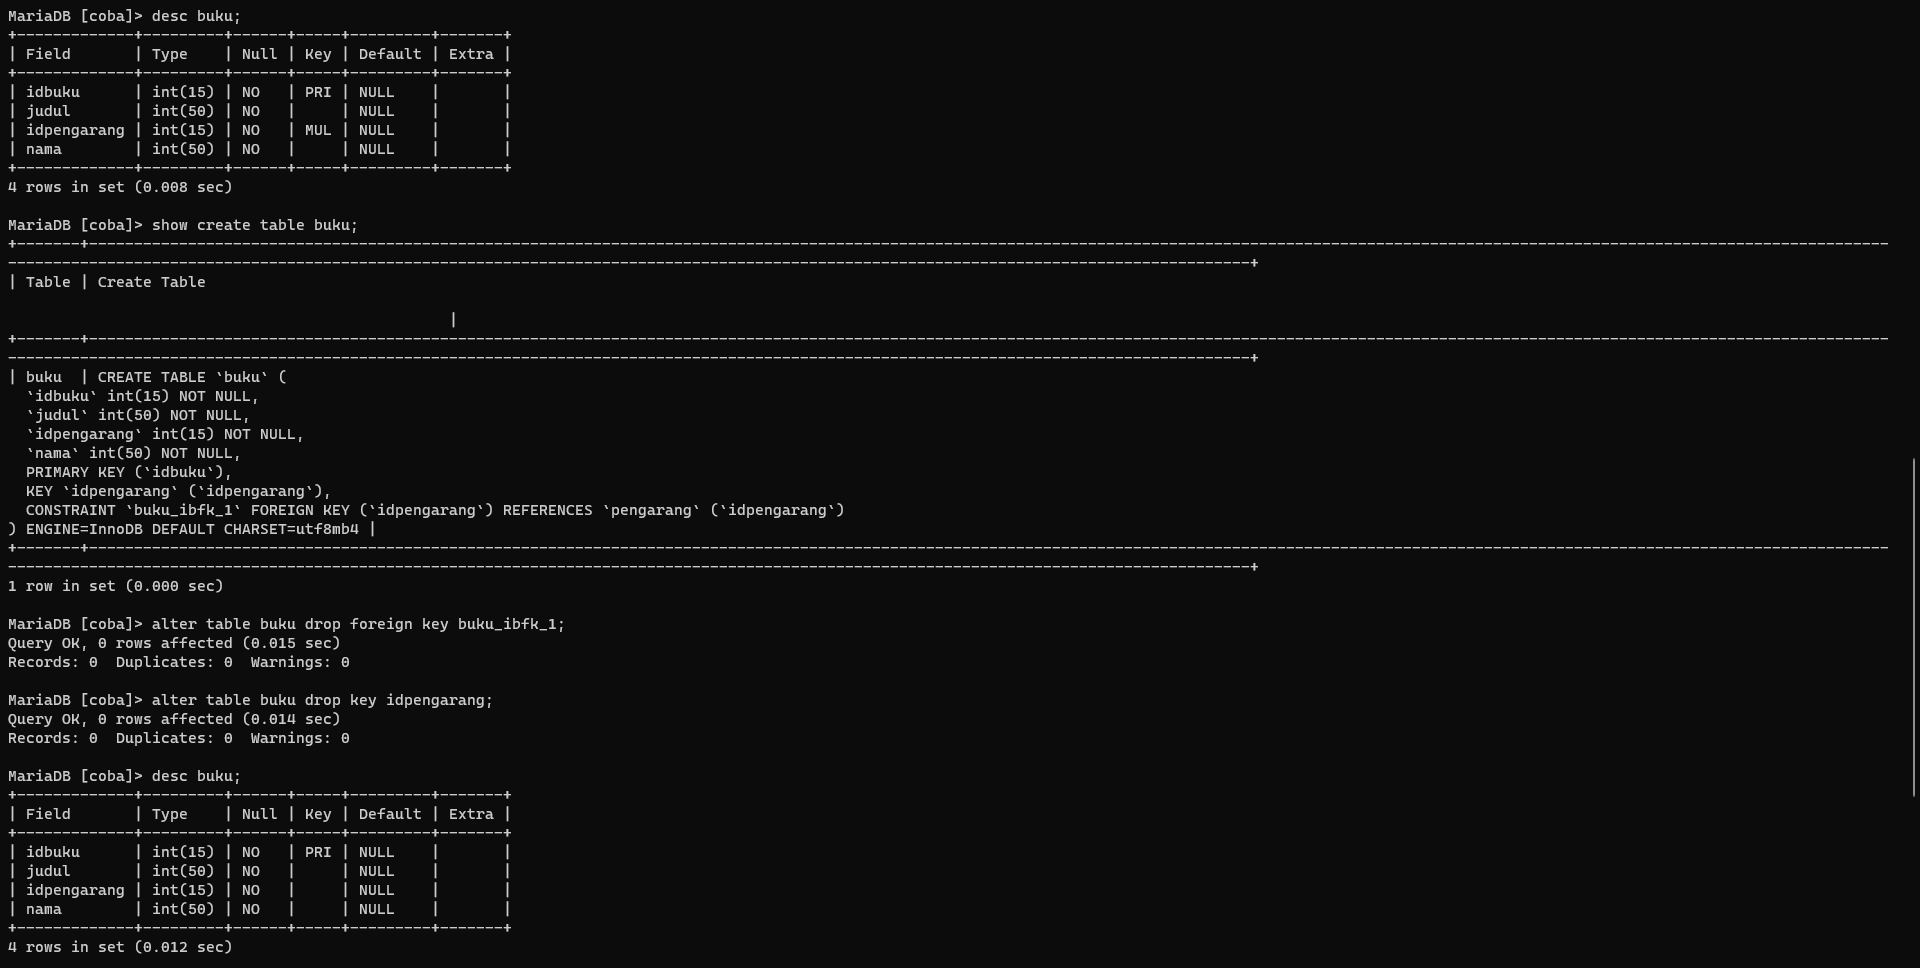 MariaDB [coba]> desc buku;
+-------------+---------+------+-----+---------+-------+
| Field       | Type    | Null | Key | Default | Extra |
+-------------+---------+------+-----+---------+-------+
| idbuku      | int(15) | NO   | PRI | NULL    |       |
| judul       | int(50) | NO   |     | NULL    |       |
| idpengarang | int(15) | NO   | MUL | NULL    |       |
| nama        | int(50) | NO   |     | NULL    |       |
+-------------+---------+------+-----+---------+-------+
4 rows in set (0.008 sec)
MariaDB [coba]> show create table buku;
| Table | Create Table
|
| buku  | CREATE TABLE `buku` (
  `idbuku` int(15) NOT NULL,
  `judul` int(50) NOT NULL,
  `idpengarang` int(15) NOT NULL,
  `nama` int(50) NOT NULL,
  PRIMARY KEY (`idbuku`),
  KEY `idpengarang` (`idpengarang`),
  CONSTRAINT `buku_ibfk_1` FOREIGN KEY (`idpengarang`) REFERENCES `pengarang` (`idpengarang`)
) ENGINE=InnoDB DEFAULT CHARSET=utf8mb4 |
1 row in set (0.000 sec)
MariaDB [coba]> alter table buku drop foreign key buku_ibfk_1;
Query OK, 0 rows affected (0.015 sec)
Records: 0  Duplicates: 0  Warnings: 0
MariaDB [coba]> alter table buku drop key idpengarang;
Query OK, 0 rows affected (0.014 sec)
Records: 0  Duplicates: 0  Warnings: 0
MariaDB [coba]> desc buku;
+-------------+---------+------+-----+---------+-------+
| Field       | Type    | Null | Key | Default | Extra |
+-------------+---------+------+-----+---------+-------+
| idbuku      | int(15) | NO   | PRI | NULL    |       |
| judul       | int(50) | NO   |     | NULL    |       |
| idpengarang | int(15) | NO   |     | NULL    |       |
| nama        | int(50) | NO   |     | NULL    |       |
+-------------+---------+------+-----+---------+-------+
4 rows in set (0.012 sec)